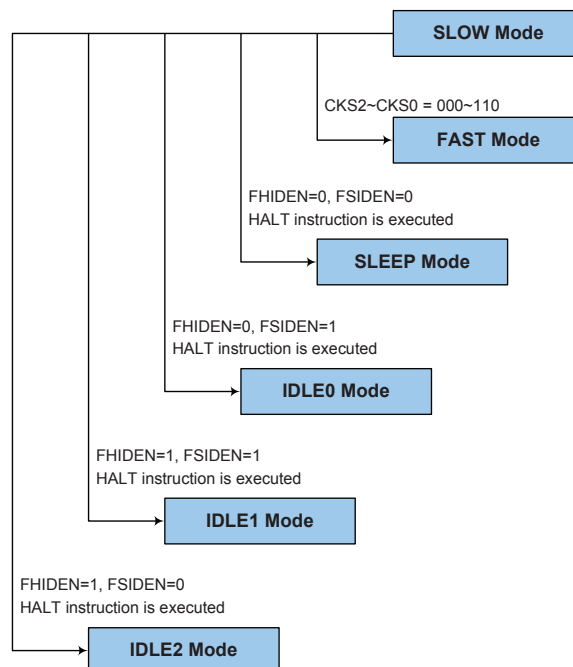 SLOW Mode
CKS2~CKS0 = 000~110
FAST Mode
FHIDEN=0, FSIDEN=0
HALT instruction is executed
SLEEP Mode
FHIDEN=0, FSIDEN=1
HALT instruction is executed
IDLE0 Mode
FHIDEN=1, FSIDEN=1
HALT instruction is executed
IDLE1 Mode
FHIDEN=1, FSIDEN=0
HALT instruction is executed
IDLE2 Mode